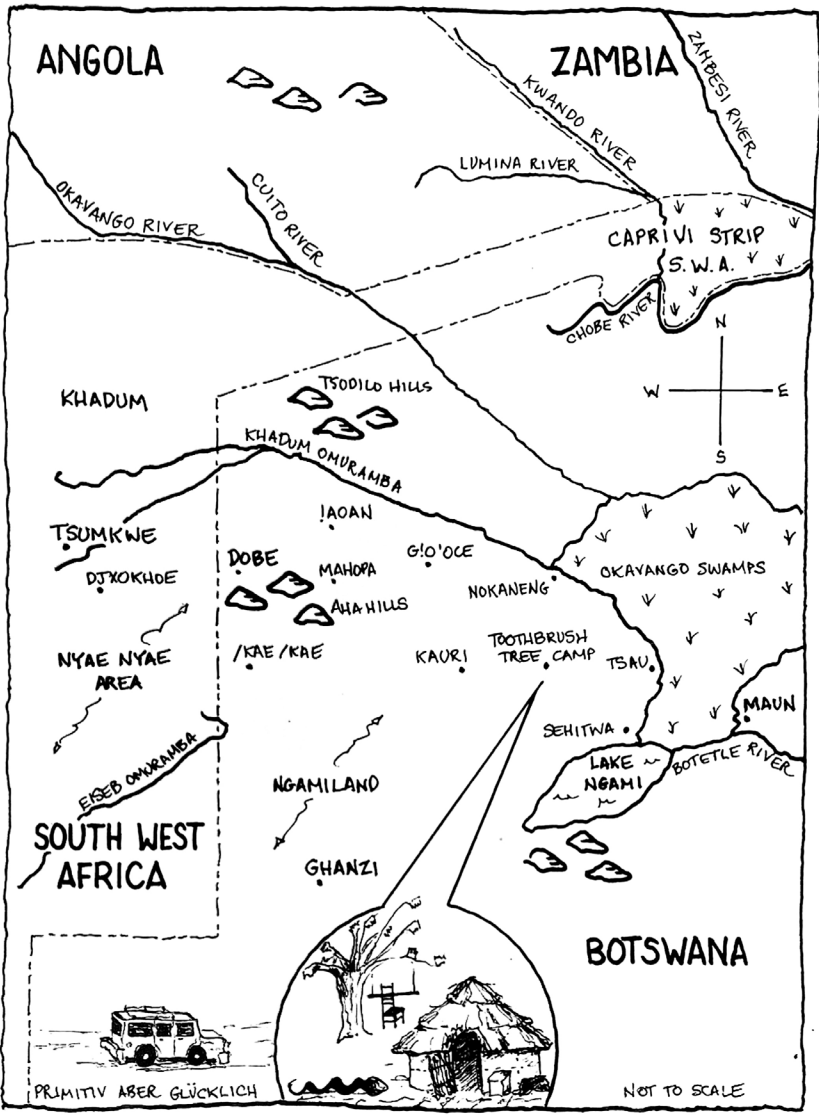 ANGOLA
ZAMBIA
ZAMBESI RIVER
KWANDO RIVER
LUMINA RIVER
OKAVANGO RIVER
CUITO RIVER
CAPRIVI STRIP
S.W.A.
CHOBE RIVER
N
W
E
S
KHADUM
TSODILO HILLS
KHADUM OMURAMBA
!AOAN
TSUMKWE
DOBE
G!O'OCE
DJXOKHOE
MAHOPA
NOKANENG
OKAVANGO SWAMPS
AHA HILLS
NYAE NYAE
AREA
/KAE /KAE
KAURI
TOOTHBRUSH
TREE CAMP
TSAU
MAUN
SEHITWA
EISEB OMURAMBA
LAKE
NGAMI
BOTETLE RIVER
NGAMILAND
SOUTH WEST
AFRICA
GHANZI
BOTSWANA
PRIMITIV ABER GLÜCKLICH
NOT TO SCALE